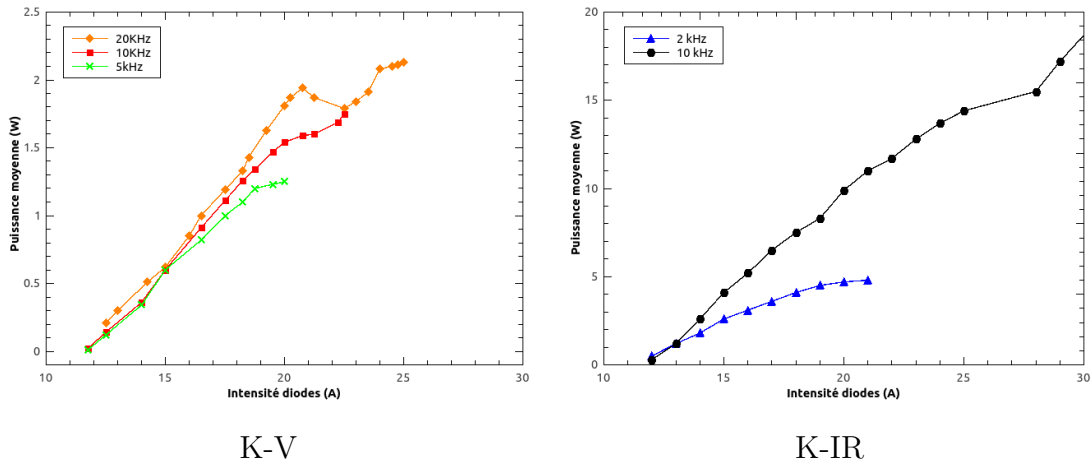 2.5
2
1.5
1
0.5
0
10
15
20
25
30
Puissance moyenne (W)
Intensité diodes (A)
20KHz
10KHz
5kHz
K-V
20
15
10
5
0
10
15
20
25
30
Puissance moyenne (W)
Intensité diodes (A)
2 kHz
10 kHz
K-IR